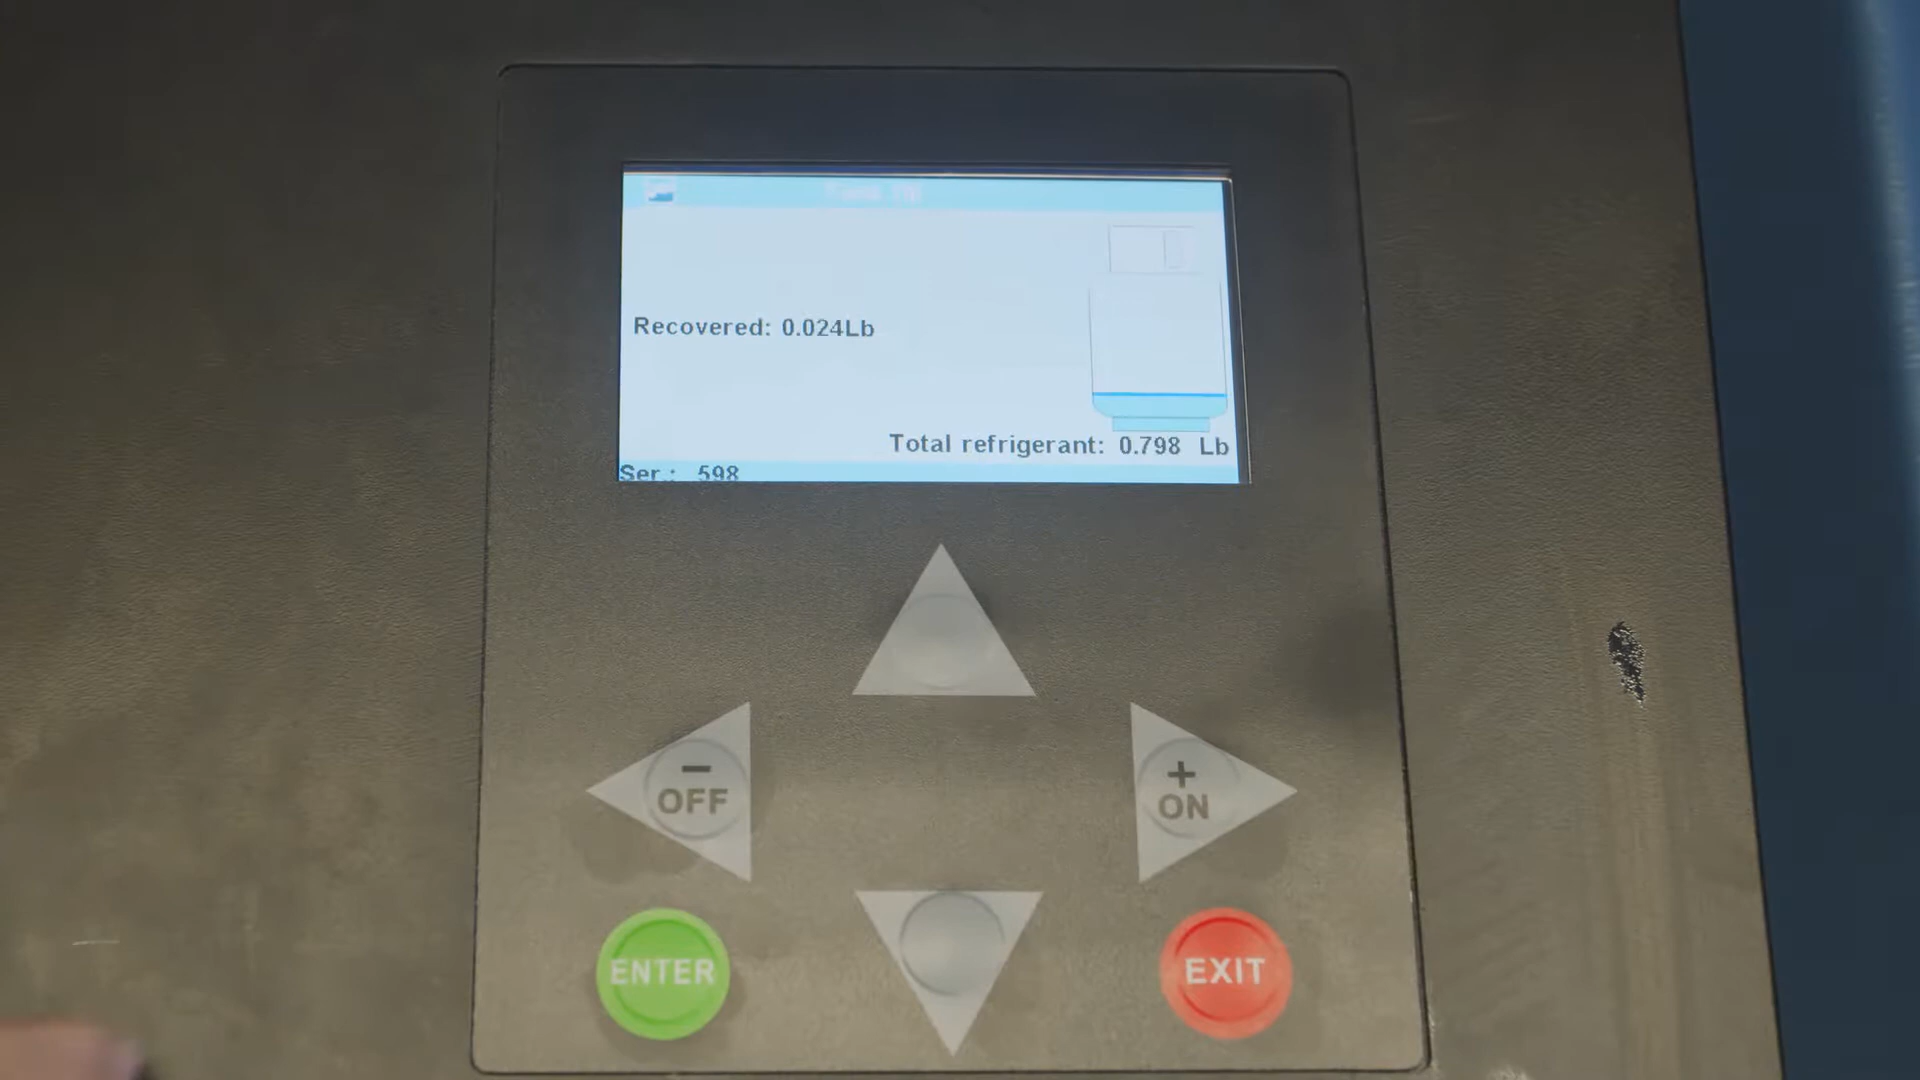 Recovered: 0.024Lb
Total refrigerant: 0.798 Lb
Ser.: 598
− OFF
+ ON
ENTER
EXIT